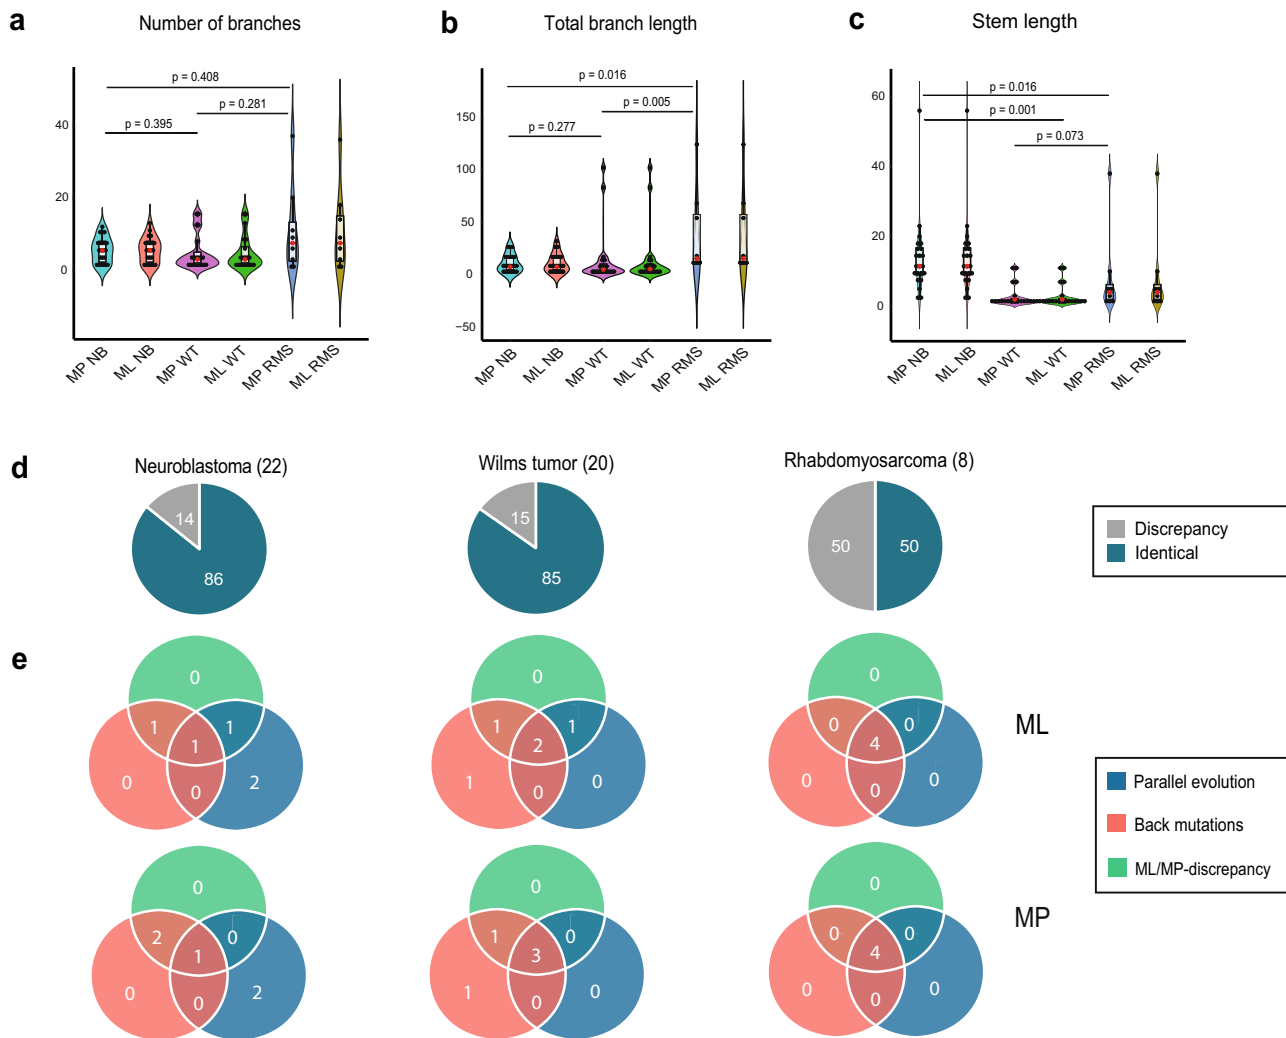 a
Number of branches
b
Total branch length
c
Stem length
p = 0.408
p = 0.281
p = 0.395
40
20
0
MP NB
ML NB
MP WT
ML WT
MP RMS
ML RMS
p = 0.016
p = 0.005
p = 0.277
150
100
50
0
−50
MP NB
ML NB
MP WT
ML WT
MP RMS
ML RMS
p = 0.016
p = 0.001
p = 0.073
60
40
20
0
MP NB
ML NB
MP WT
ML WT
MP RMS
ML RMS
d
Neuroblastoma (22)
14
86
Wilms tumor (20)
15
85
Rhabdomyosarcoma (8)
50
50
Discrepancy
Identical
e
0
1
1
1
0
0
2
0
1
1
2
1
0
0
0
0
0
4
0
0
0
ML
0
2
0
1
0
0
2
0
1
0
3
1
0
0
0
0
0
4
0
0
0
MP
Parallel evolution
Back mutations
ML/MP-discrepancy